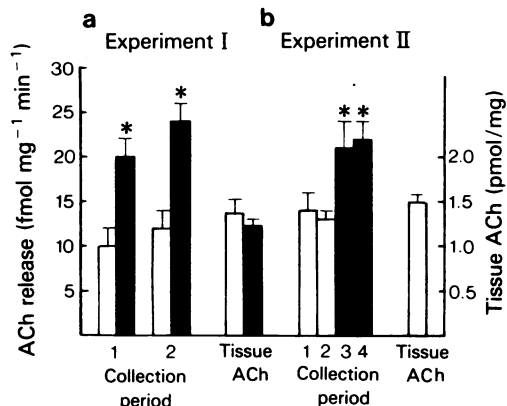 a
Experiment I
b
Experiment II
ACh release (fmol mg⁻¹ min⁻¹)
30
25
20
15
10
5
*
*
*
*
2.0
1.5
1.0
0.5
Tissue ACh (pmol/mg)
1
2
Tissue
ACh
Collection
period
1 2 3 4
Collection
period
Tissue
ACh